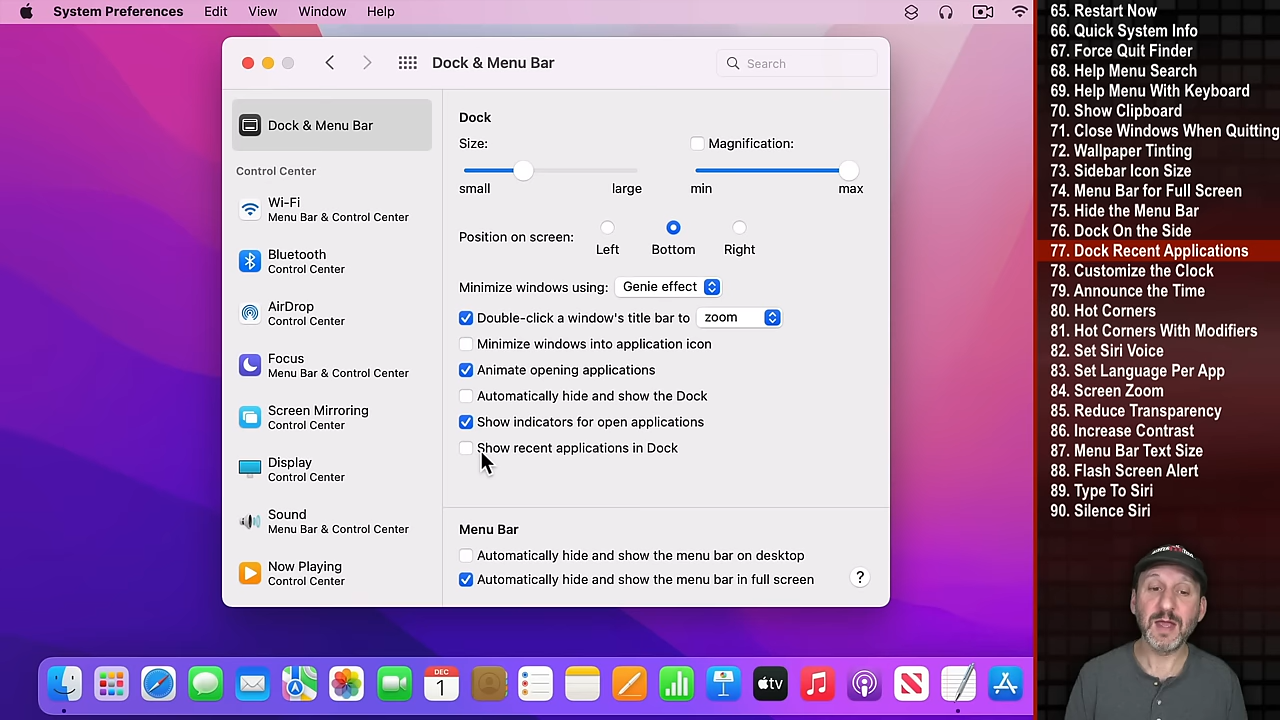 System Preferences Edit View Window Help
Dock & Menu Bar
Search
Dock & Menu Bar
Control Center
Wi-Fi
Menu Bar & Control Center
Bluetooth
Control Center
AirDrop
Control Center
Focus
Menu Bar & Control Center
Screen Mirroring
Control Center
Display
Control Center
Sound
Menu Bar & Control Center
Now Playing
Control Center
Dock
Size:
Magnification:
small large
min max
Position on screen:
Left Bottom Right
Minimize windows using: Genie effect
Double-click a window's title bar to zoom
Minimize windows into application icon
Animate opening applications
Automatically hide and show the Dock
Show indicators for open applications
Show recent applications in Dock
Menu Bar
Automatically hide and show the menu bar on desktop
Automatically hide and show the menu bar in full screen
?
DEC
1
tv
65. Restart Now
66. Quick System Info
67. Force Quit Finder
68. Help Menu Search
69. Help Menu With Keyboard
70. Show Clipboard
71. Close Windows When Quitting
72. Wallpaper Tinting
73. Sidebar Icon Size
74. Menu Bar for Full Screen
75. Hide the Menu Bar
76. Dock On the Side
77. Dock Recent Applications
78. Customize the Clock
79. Announce the Time
80. Hot Corners
81. Hot Corners With Modifiers
82. Set Siri Voice
83. Set Language Per App
84. Screen Zoom
85. Reduce Transparency
86. Increase Contrast
87. Menu Bar Text Size
88. Flash Screen Alert
89. Type To Siri
90. Silence Siri